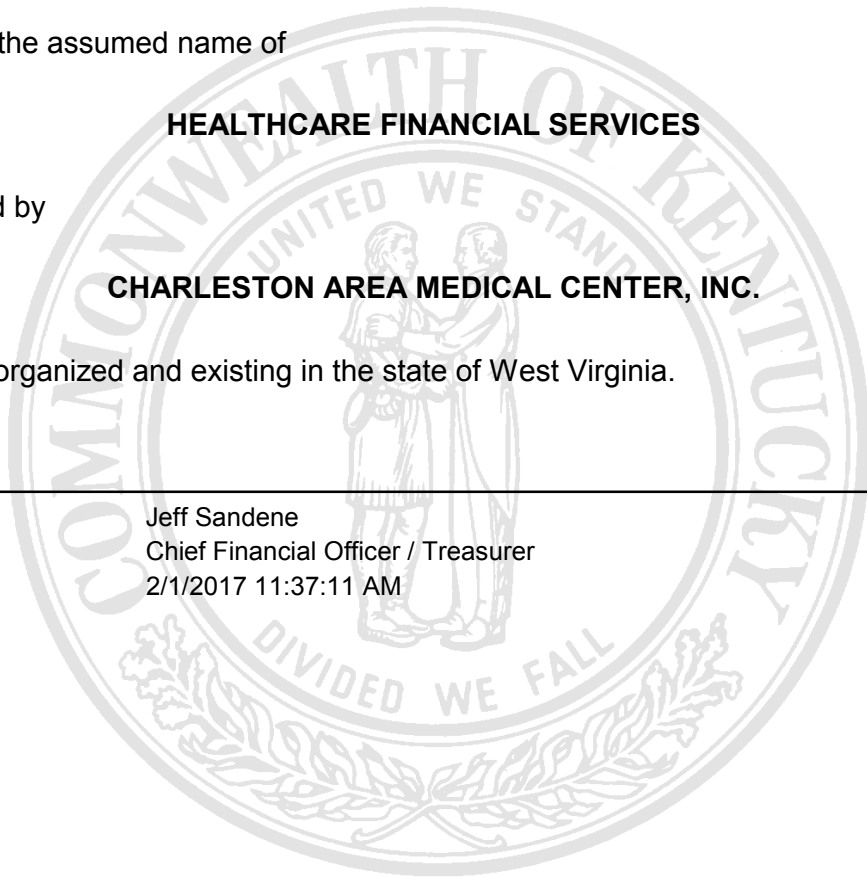 the assumed name of
HEALTHCARE FINANCIAL SERVICES
d by
CHARLESTON AREA MEDICAL CENTER, INC.
organized and existing in the state of West Virginia.
Jeff Sandene
Chief Financial Officer / Treasurer
2/1/2017 11:37:11 AM
COMMONWEALTH OF KENTUCKY
UNITED WE STAND
DIVIDED WE FALL